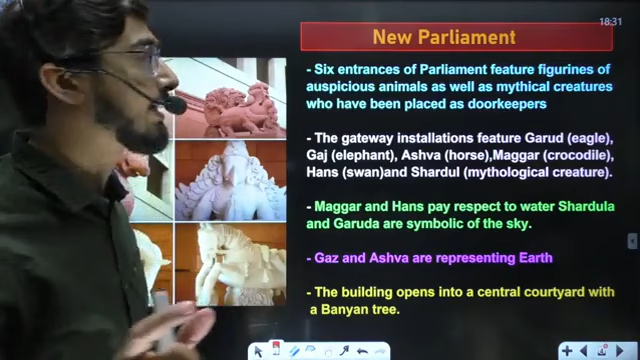 18:31
New Parliament
- Six entrances of Parliament feature figurines of
auspicious animals as well as mythical creatures
who have been placed as doorkeepers
- The gateway installations feature Garud (eagle),
Gaj (elephant), Ashva (horse),Maggar (crocodile),
Hans (swan)and Shardul (mythological creature).
- Maggar and Hans pay respect to water Shardula
and Garuda are symbolic of the sky.
- Gaz and Ashva are representing Earth
- The building opens into a central courtyard with
a Banyan tree.